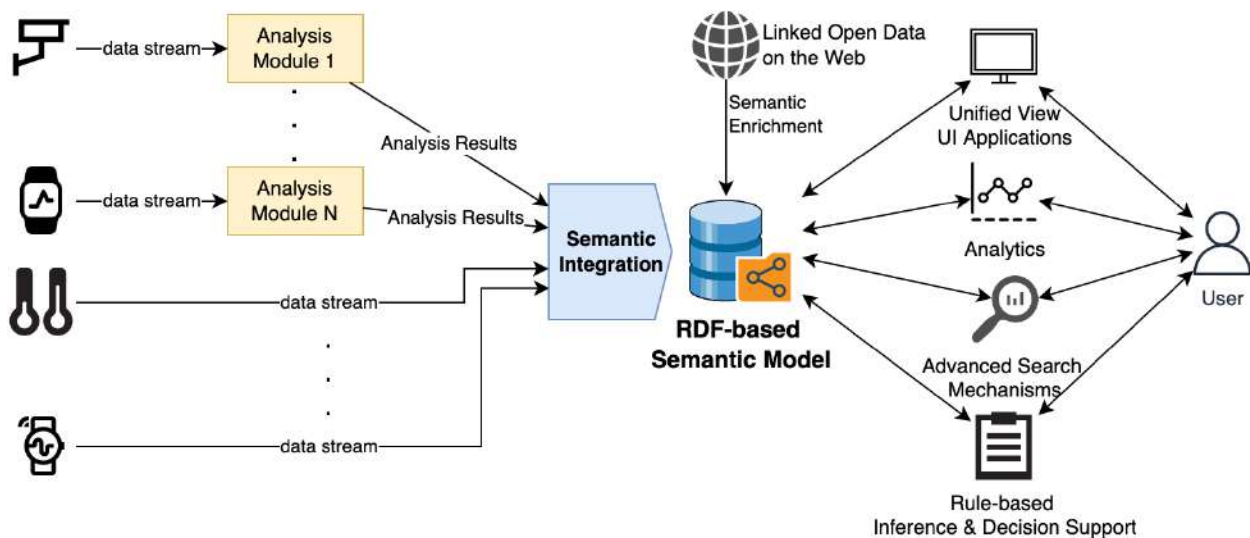 data stream
Analysis
Module 1
Linked Open Data
on the Web
Semantic
Enrichment
Unified View
UI Applications
Analysis Results
data stream
Analysis
Module N
Analysis Results
Semantic
Integration
Analytics
User
data stream
RDF-based
Semantic Model
Advanced Search
Mechanisms
data stream
Rule-based
Inference & Decision Support